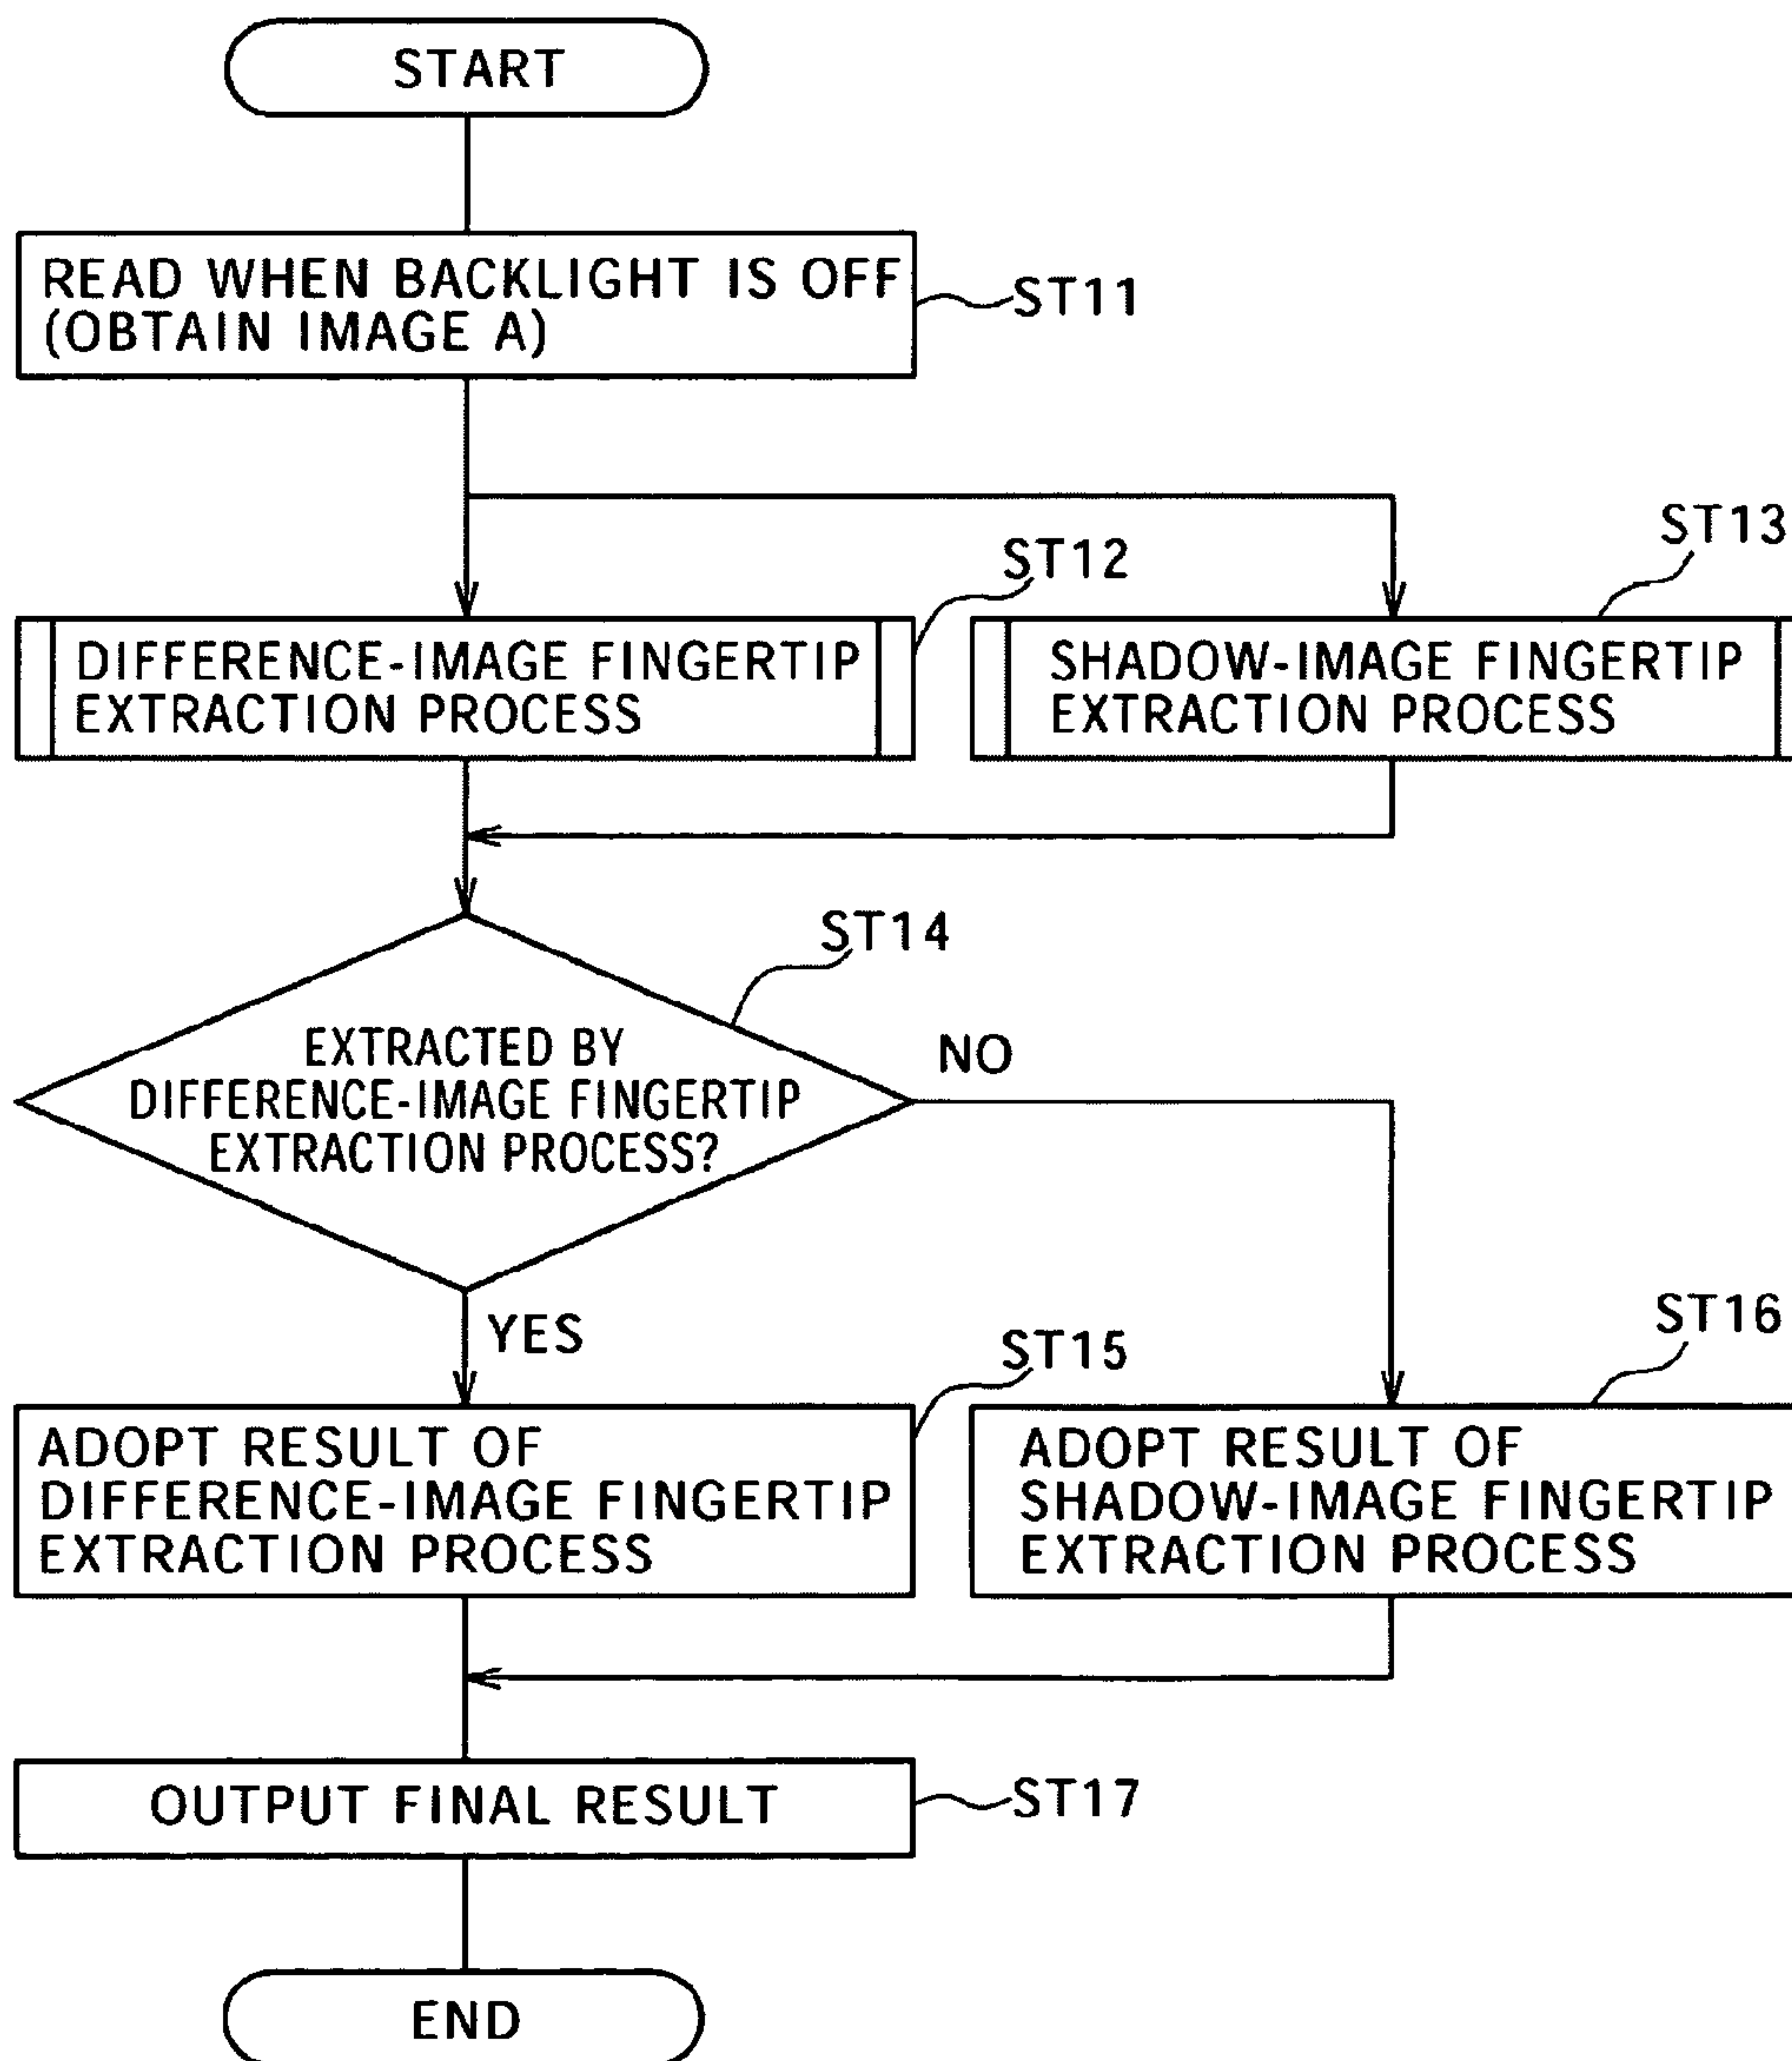 START
READ WHEN BACKLIGHT IS OFF
(OBTAIN IMAGE A)
ST11
ST12
ST13
DIFFERENCE-IMAGE FINGERTIP
EXTRACTION PROCESS
SHADOW-IMAGE FINGERTIP
EXTRACTION PROCESS
ST14
EXTRACTED BY
DIFFERENCE-IMAGE FINGERTIP
EXTRACTION PROCESS?
NO
YES
ST15
ST16
ADOPT RESULT OF
DIFFERENCE-IMAGE FINGERTIP
EXTRACTION PROCESS
ADOPT RESULT OF
SHADOW-IMAGE FINGERTIP
EXTRACTION PROCESS
OUTPUT FINAL RESULT
ST17
END